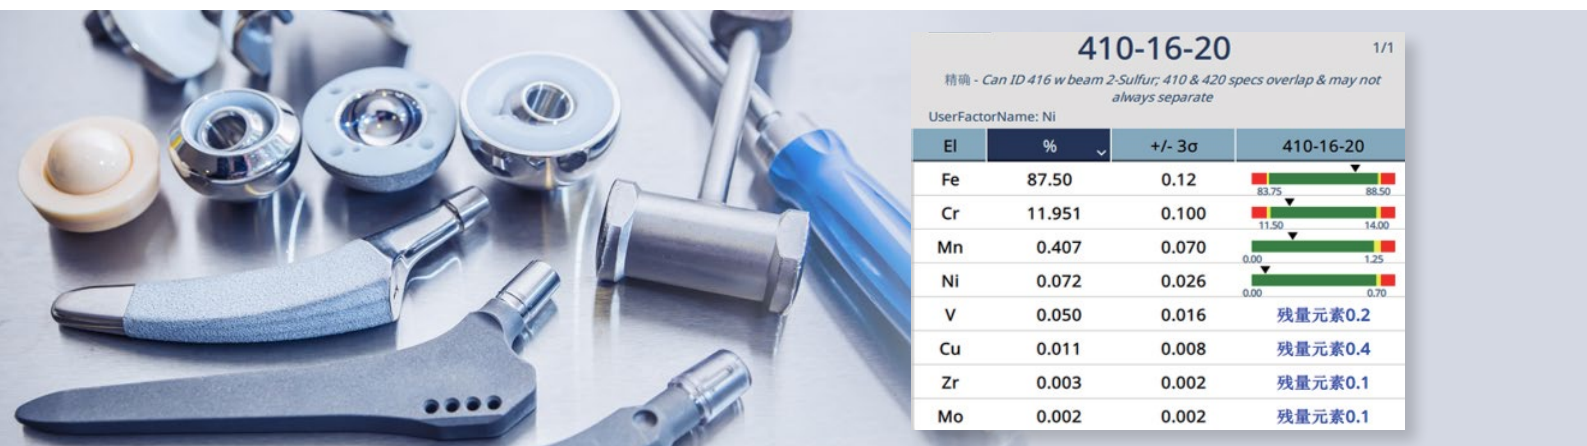 410-16-20
1/1
精确 - Can ID 416 w beam 2-Sulfur; 410 & 420 specs overlap & may not
always separate
UserFactorName: Ni
El % +/- 3σ 410-16-20
Fe 87.50 0.12 83.75 88.50
Cr 11.951 0.100 11.50 14.00
Mn 0.407 0.070 0.00 1.25
Ni 0.072 0.026 0.00 0.70
V 0.050 0.016 残量元素0.2
Cu 0.011 0.008 残量元素0.4
Zr 0.003 0.002 残量元素0.1
Mo 0.002 0.002 残量元素0.1